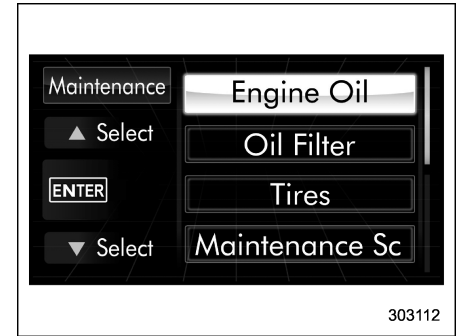 Maintenance
▲ Select
ENTER
▼ Select
Engine Oil
Oil Filter
Tires
Maintenance Sc
303112